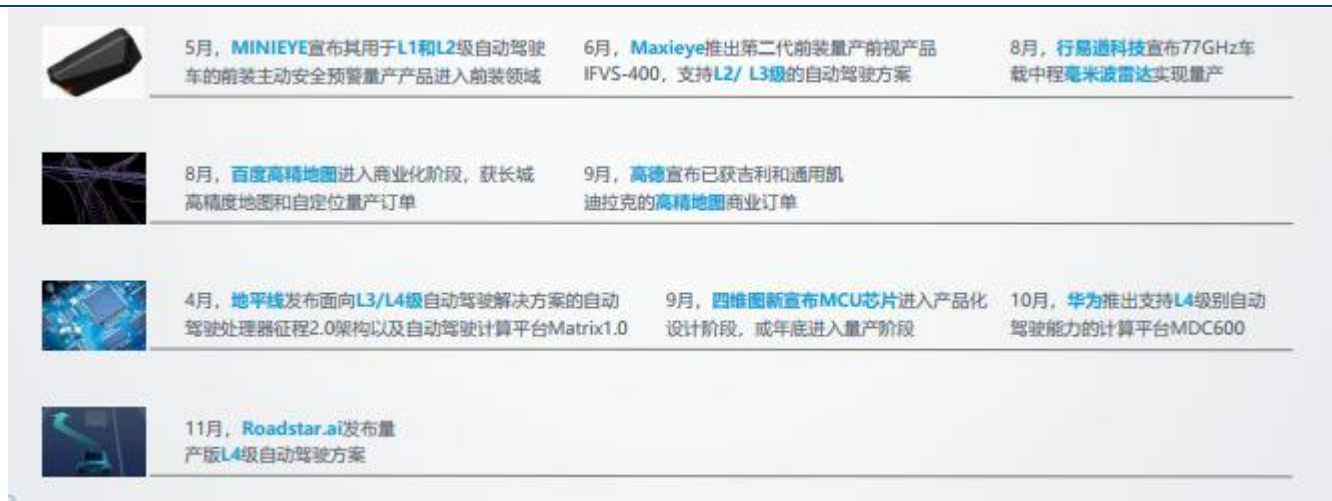 5月，MINIEYE宣布其用于L1和L2级自动驾驶
车的前装主动安全预警量产产品进入前装领域
6月，Maxieye推出第二代前装量产前视产品
IFVS-400，支持L2/ L3级的自动驾驶方案
8月，行易道科技宣布77GHz车
载中程毫米波雷达实现量产
8月，百度高精地图进入商业化阶段，获长城
高精度地图和自定位量产订单
9月，高德宣布已获吉利和通用凯
迪拉克的高精地图商业订单
4月，地平线发布面向L3/L4级自动驾驶解决方案的自动
驾驶处理器征程2.0架构以及自动驾驶计算平台Matrix1.0
9月，四维图新宣布MCU芯片进入产品化
设计阶段，或年底进入量产阶段
10月，华为推出支持L4级别自动
驾驶能力的计算平台MDC600
11月，Roadstar.ai发布量
产版L4级自动驾驶方案